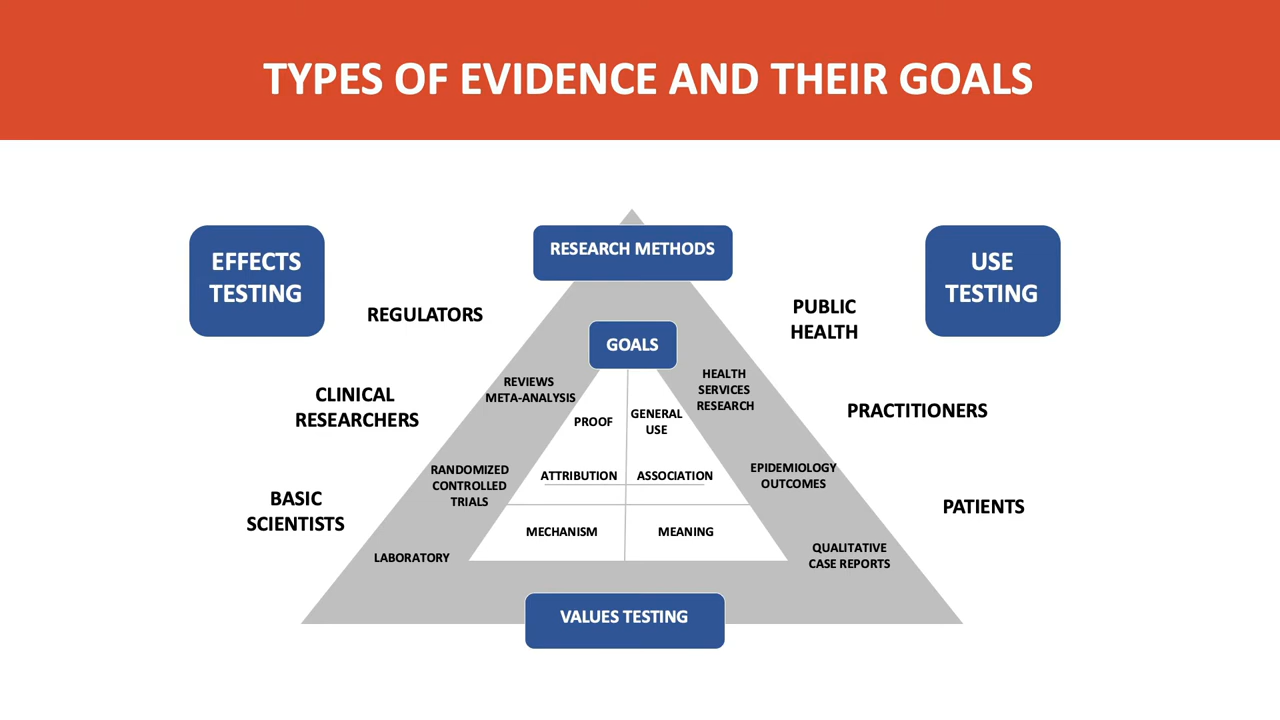 TYPES OF EVIDENCE AND THEIR GOALS
EFFECTS
TESTING
RESEARCH METHODS
USE
TESTING
REGULATORS
PUBLIC
HEALTH
GOALS
CLINICAL
RESEARCHERS
REVIEWS
META-ANALYSIS
HEALTH
SERVICES
RESEARCH
PRACTITIONERS
PROOF
GENERAL
USE
RANDOMIZED
CONTROLLED
TRIALS
ATTRIBUTION
ASSOCIATION
EPIDEMIOLOGY
OUTCOMES
BASIC
SCIENTISTS
PATIENTS
MECHANISM
MEANING
LABORATORY
QUALITATIVE
CASE REPORTS
VALUES TESTING